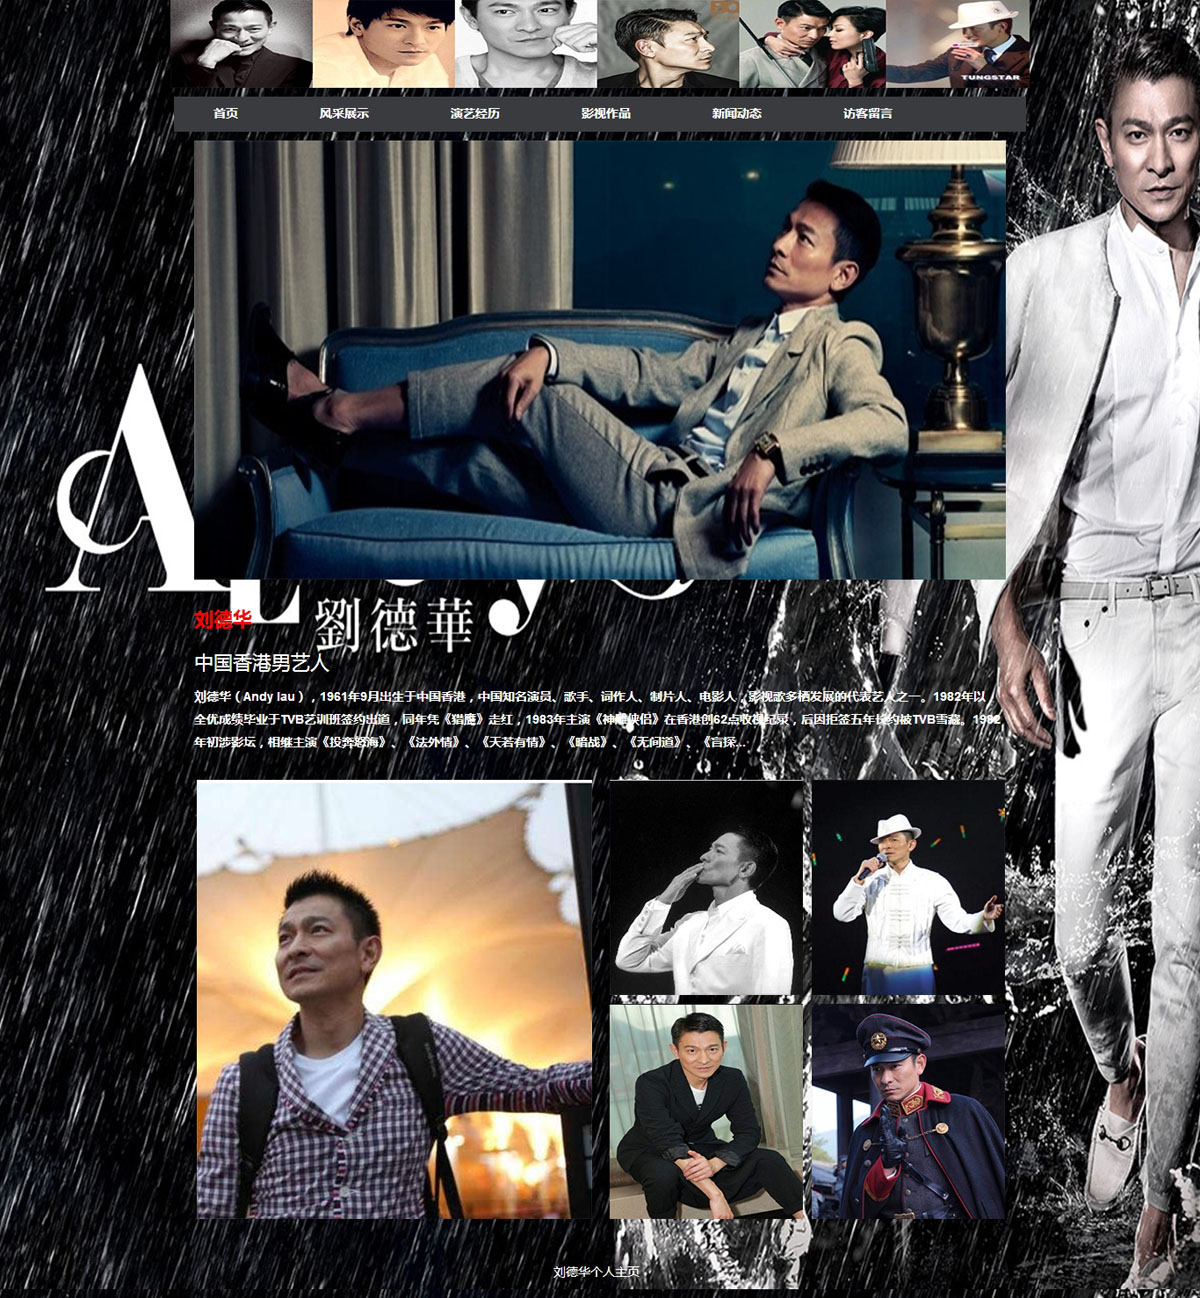 TUNGSTAR
首页 风采展示 演艺经历 影视作品 新闻动态 访客留言
劉德華
刘德华
中国香港男艺人
刘德华（Andy lau），1961年9月出生于中国香港，中国知名演员、歌手、词作人、制片人、电影人，影视歌多栖发展的代表艺人之一。1982年以
全优成绩毕业于TVB艺训班签约出道，同年凭《猎鹰》走红，1983年主演《神雕侠侣》在香港创62点收视纪录，后因拒签五年长约被TVB雪藏。1982
年初涉影坛，相继主演《投奔怒海》、《法外情》、《天若有情》、《暗战》、《无间道》、《盲探...
刘德华个人主页